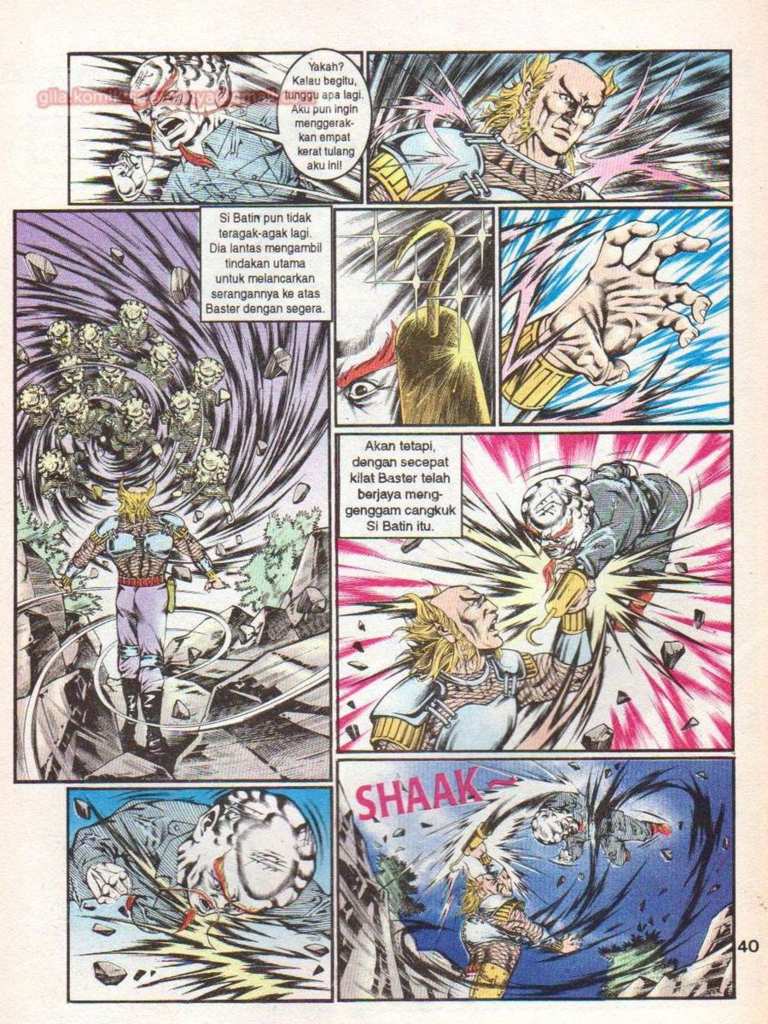 Yakah?
Kalau begitu,
tunggu apa lagi.
Aku pun ingin
menggerak-
kan empat
kerat tulang
aku ini!
Si Batin pun tidak
teragak-agak lagi.
Dia lantas mengambil
tindakan utama
untuk melancarkan
serangannya ke atas
Baster dengan segera.
Akan tetapi,
dengan secepat
kilat Baster telah
berjaya meng-
genggam cangkuk
Si Batin itu.
SHAAK~
40